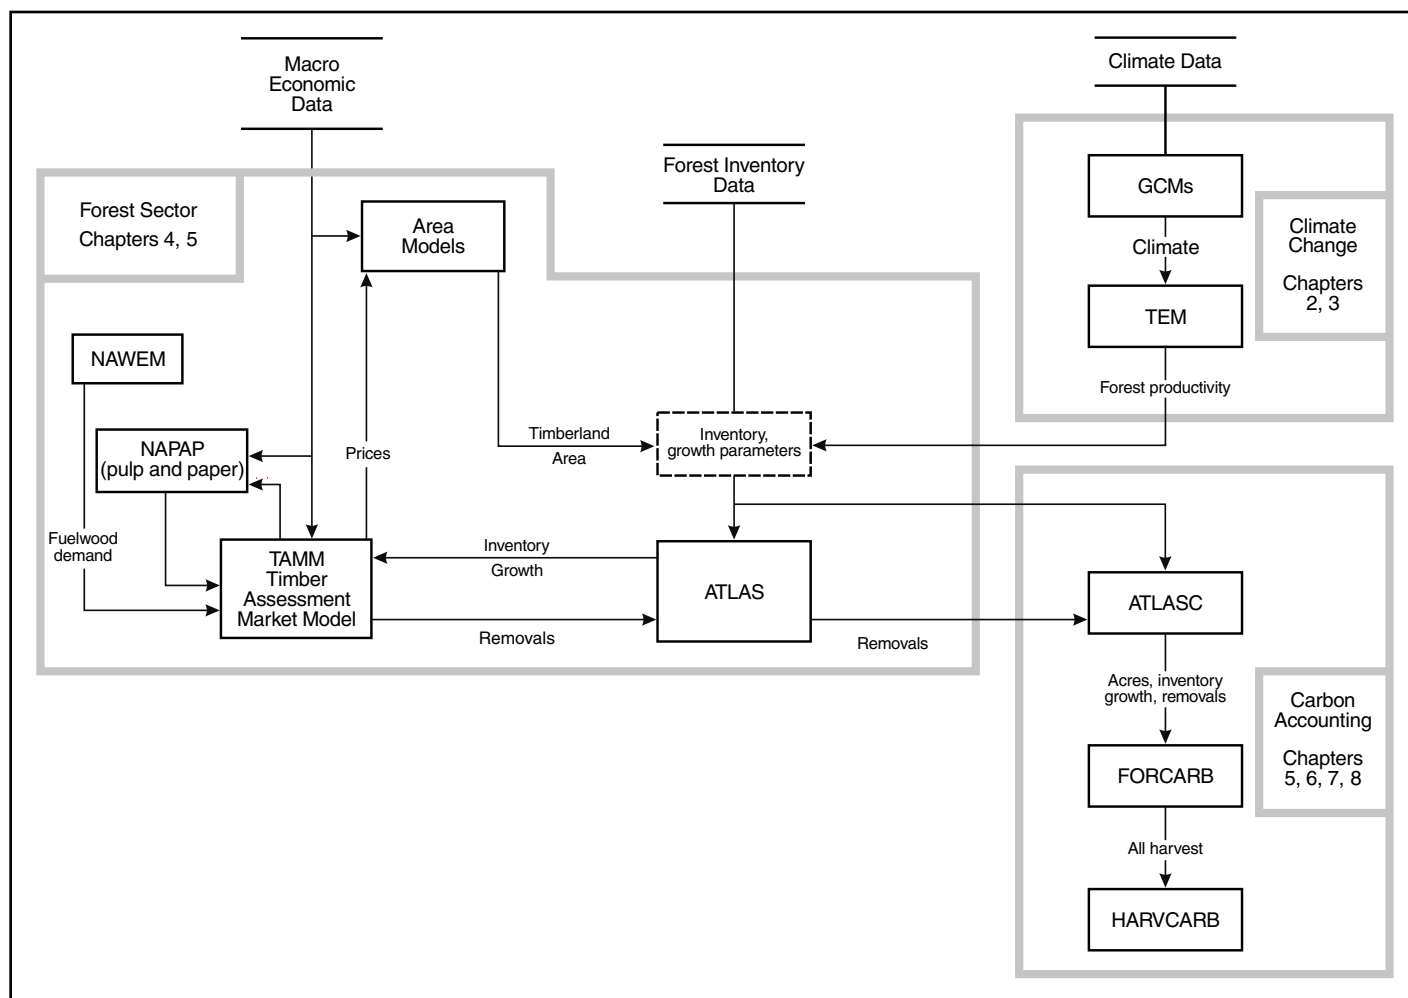 Macro
Economic
Data
Climate Data
Forest Inventory
Data
GCMs
Forest Sector
Chapters 4, 5
Area
Models
Climate
Change
Chapters
2, 3
Climate
TEM
NAWEM
Forest productivity
NAPAP
(pulp and paper)
Prices
Timberland
Area
Inventory,
growth parameters
Fuelwood
demand
TAMM
Timber
Assessment
Market Model
Inventory
Growth
ATLAS
ATLASC
Removals
Removals
Acres, inventory
growth, removals
Carbon
Accounting
Chapters
5, 6, 7, 8
FORCARB
All harvest
HARVCARB